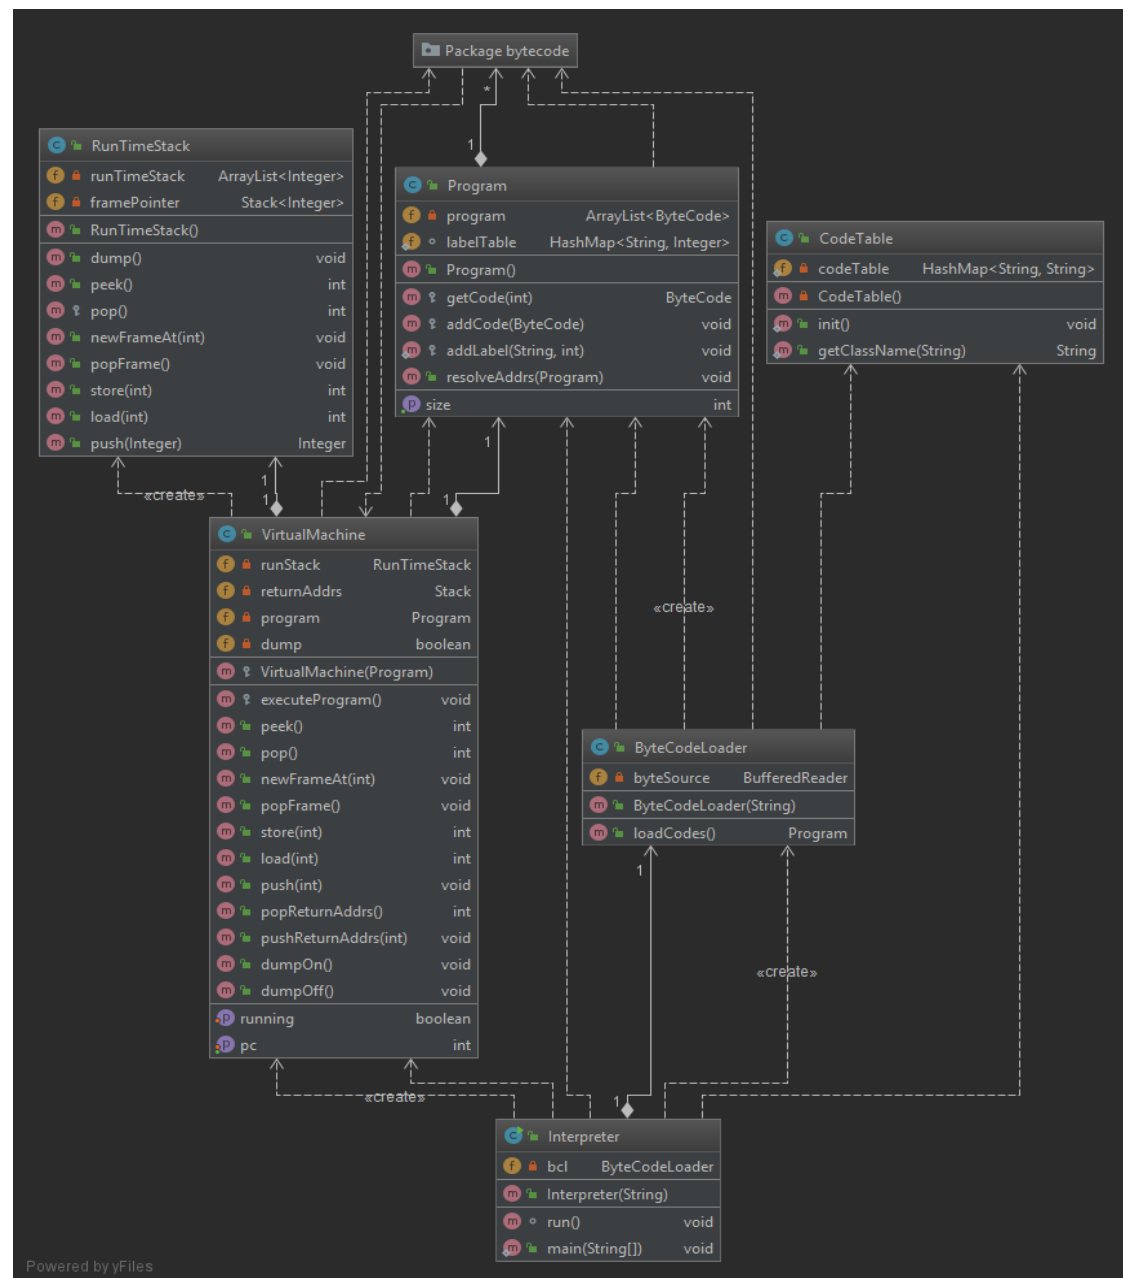 Package bytecode
*
1
RunTimeStack
runTimeStack ArrayList<Integer>
framePointer Stack<Integer>
RunTimeStack()
dump() void
peek() int
pop() int
newFrameAt(int) void
popFrame() void
store(int) int
load(int) int
push(Integer) Integer
Program
program ArrayList<ByteCode>
labelTable HashMap<String, Integer>
Program()
getCode(int) ByteCode
addCode(ByteCode) void
addLabel(String, int) void
resolveAddrs(Program) void
size int
CodeTable
codeTable HashMap<String, String>
CodeTable()
init() void
getClassName(String) String
1
1
«create»
1
1
VirtualMachine
runStack RunTimeStack
returnAddrs Stack
program Program
dump boolean
VirtualMachine(Program)
executeProgram() void
peek() int
pop() int
newFrameAt(int) void
popFrame() void
store(int) int
load(int) int
push(int) void
popReturnAddrs() int
pushReturnAddrs(int) void
dumpOn() void
dumpOff() void
running boolean
pc int
«create»
ByteCodeLoader
byteSource BufferedReader
ByteCodeLoader(String)
loadCodes() Program
1
«create»
«create»
1
Interpreter
bcl ByteCodeLoader
Interpreter(String)
run() void
main(String[]) void
Powered by yFiles